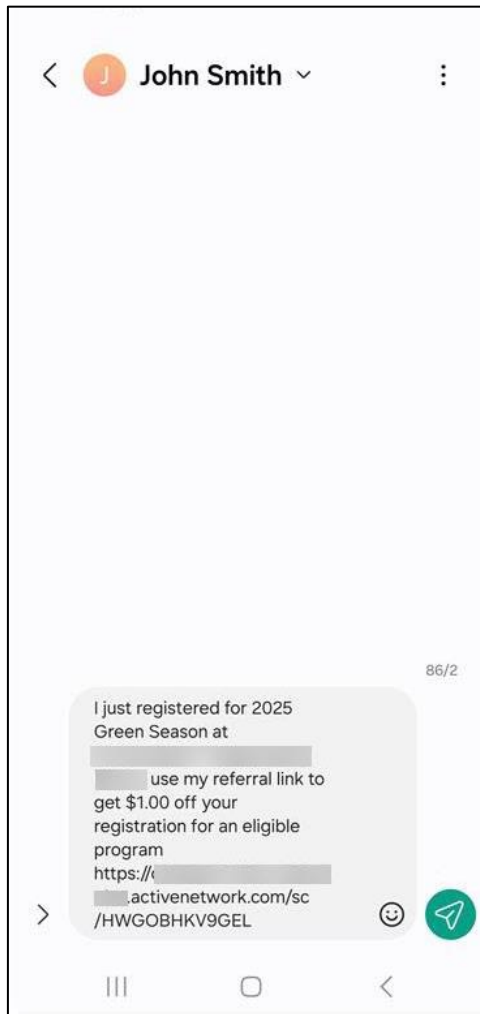 J John Smith
86/2
I just registered for 2025
Green Season at
use my referral link to
get $1.00 off your
registration for an eligible
program
https://
.activenetwork.com/sc
/HWGOBHKV9GEL